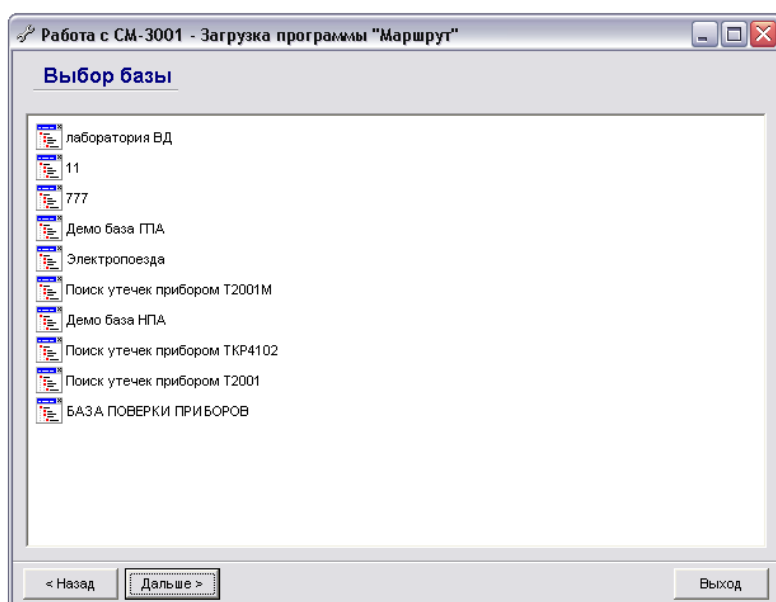 Работа с СМ-3001 - Загрузка программы "Маршрут"
Выбор базы
лаборатория ВД
11
777
Демо база ГПА
Электропоезда
Поиск утечек прибором Т2001М
Демо база НПА
Поиск утечек прибором ТКР4102
Поиск утечек прибором Т2001
БАЗА ПОВЕРКИ ПРИБОРОВ
< Назад Дальше > Выход